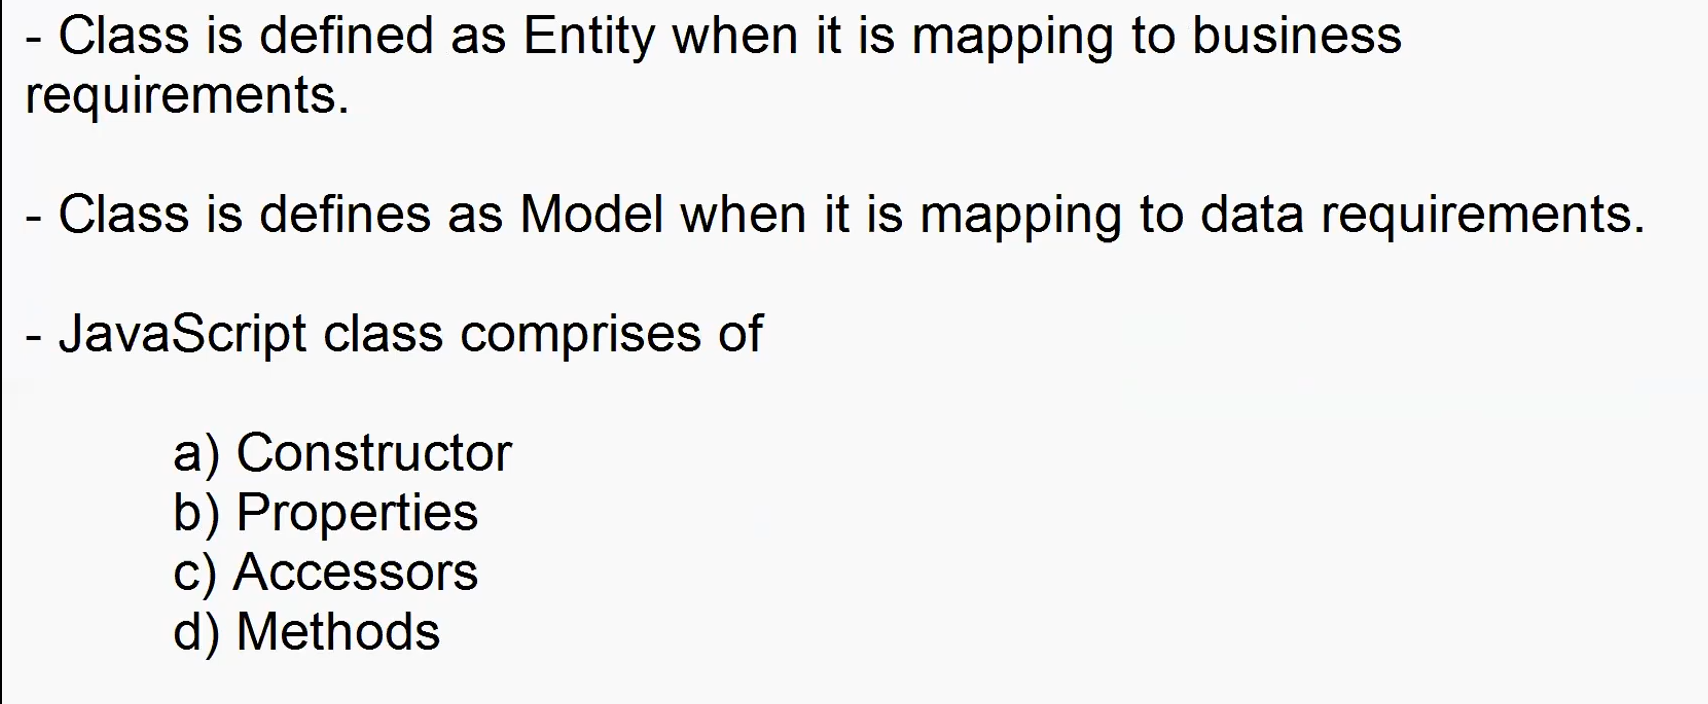 - Class is defined as Entity when it is mapping to business
requirements.
- Class is defines as Model when it is mapping to data requirements.
- JavaScript class comprises of
a) Constructor
b) Properties
c) Accessors
d) Methods